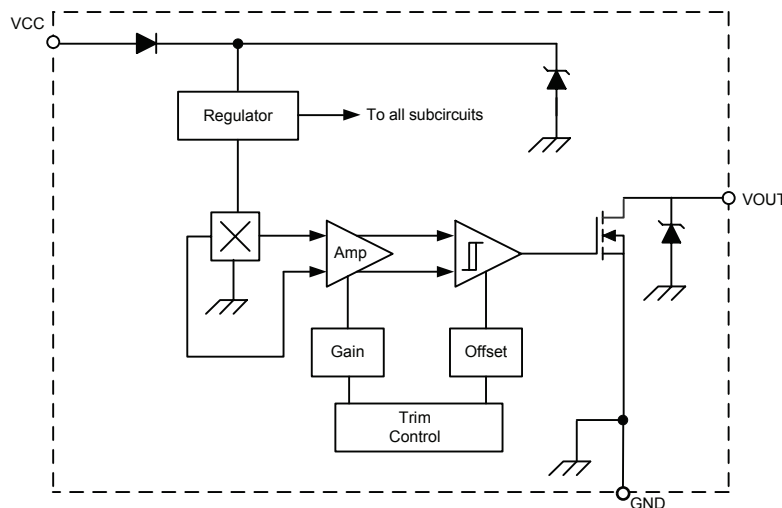 VCC
Regulator
To all subcircuits
VOUT
Amp
Gain
Offset
Trim
Control
GND